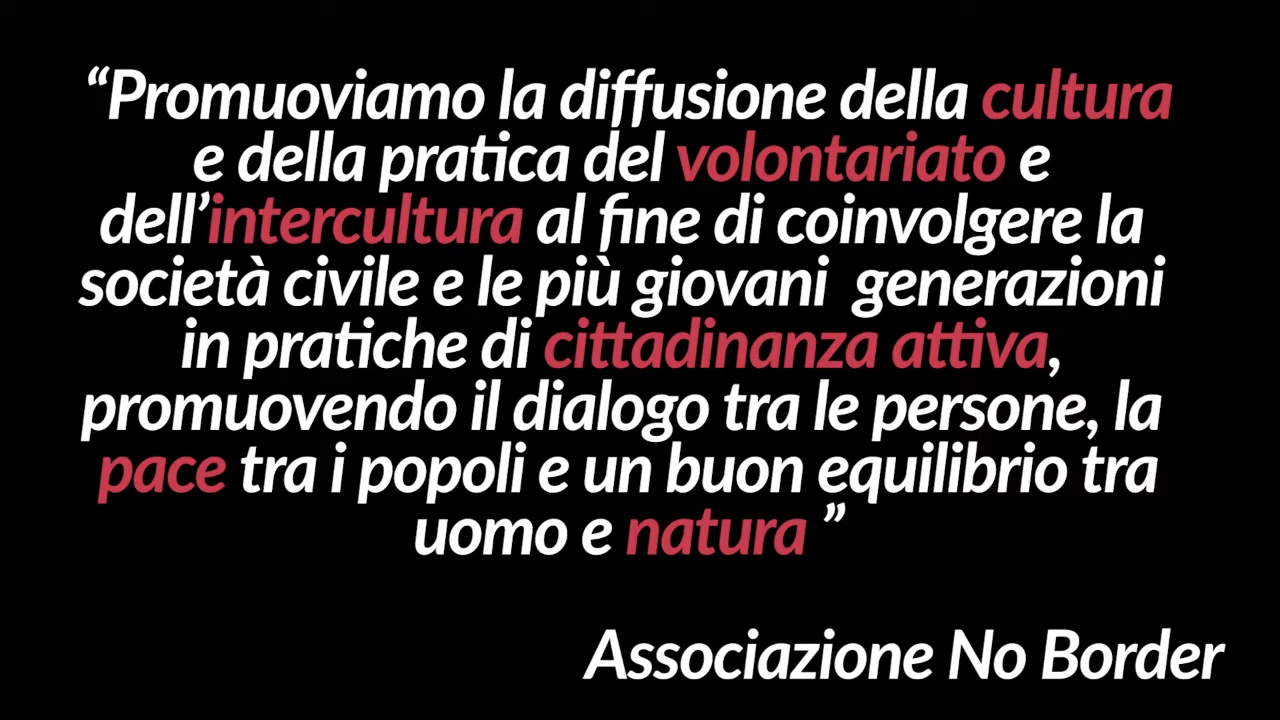 “Promuoviamo la diffusione della cultura
e della pratica del volontariato e
dell’intercultura al fine di coinvolgere la
società civile e le più giovani  generazioni
in pratiche di cittadinanza attiva,
promuovendo il dialogo tra le persone, la
pace tra i popoli e un buon equilibrio tra
uomo e natura ”
Associazione No Border